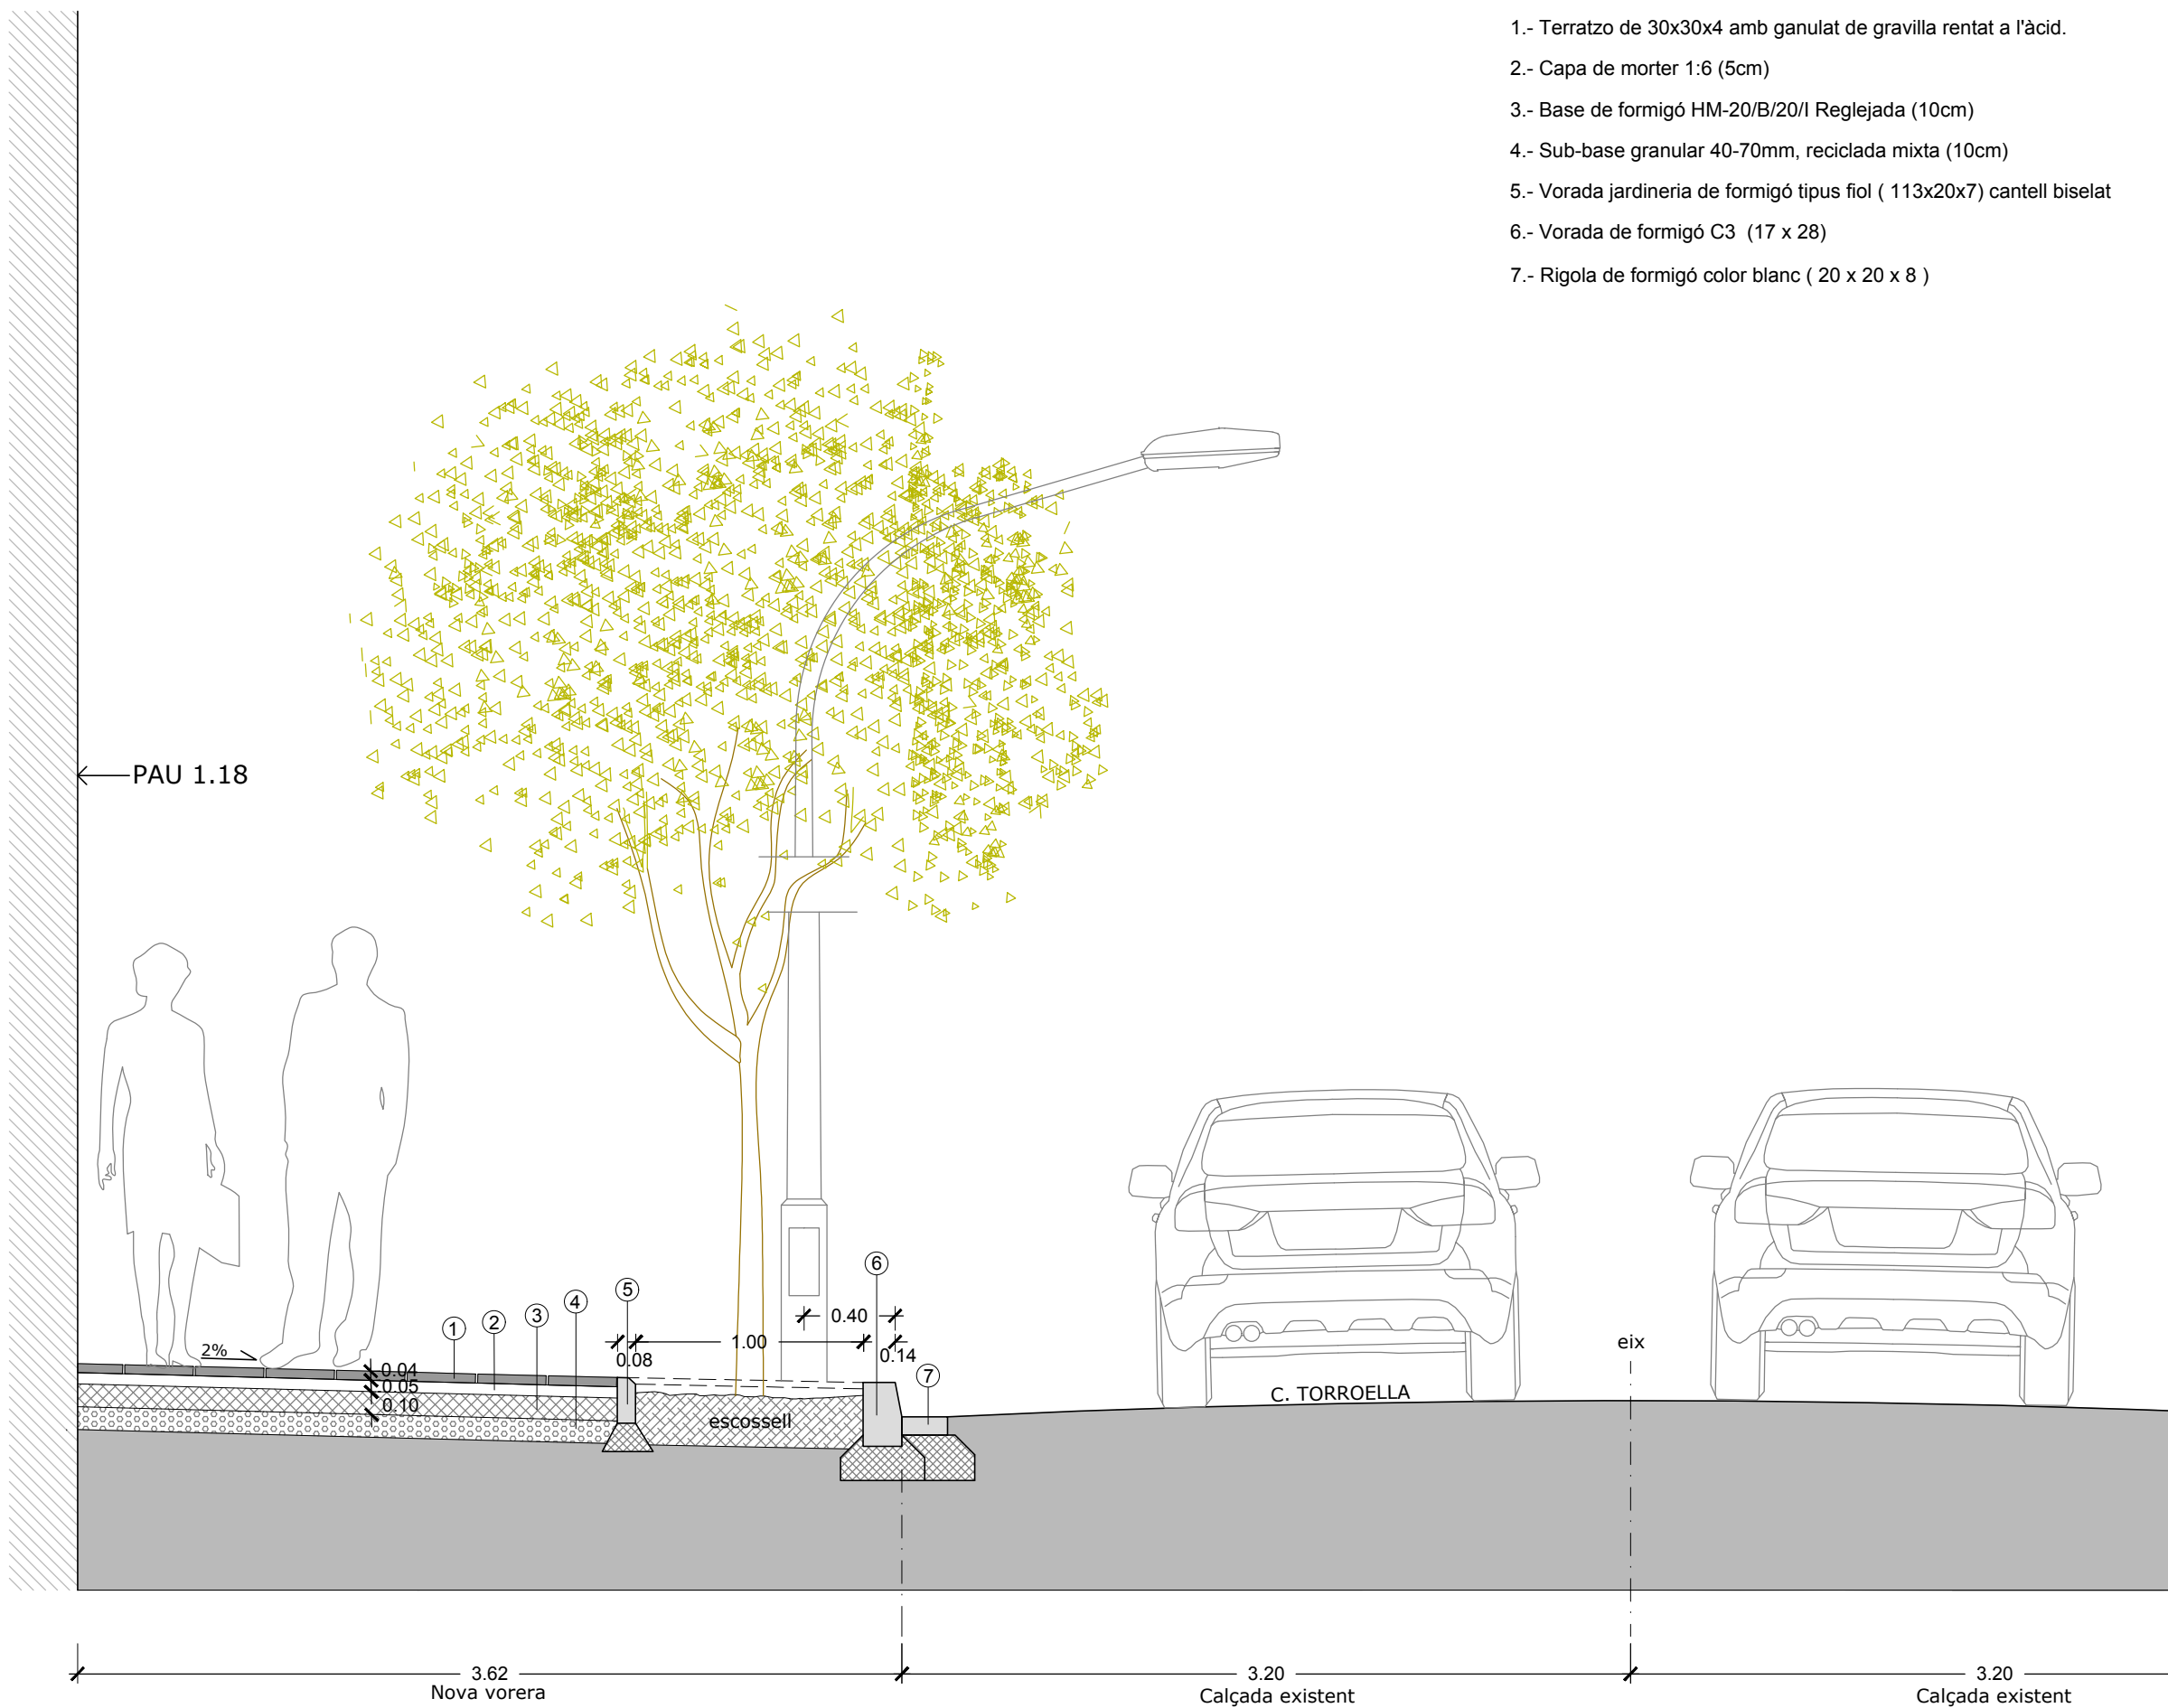 1.- Terratzo de 30x30x4 amb ganulat de gravilla rentat a l'àcid.
2.- Capa de morter 1:6 (5cm)
3.- Base de formigó HM-20/B/20/I Reglejada (10cm)
4.- Sub-base granular 40-70mm, reciclada mixta (10cm)
5.- Vorada jardineria de formigó tipus fiol ( 113x20x7) cantell biselat
6.- Vorada de formigó C3 (17 x 28)
7.- Rigola de formigó color blanc ( 20 x 20 x 8 )
PAU 1.18
6
5
4
3
2
1
0.40
1.00
0.08
0.14
2%
0.04
0.05
0.10
7
escossell
C. TORROELLA
eix
3.62
Nova vorera
3.20
Calçada existent
3.20
Calçada existent